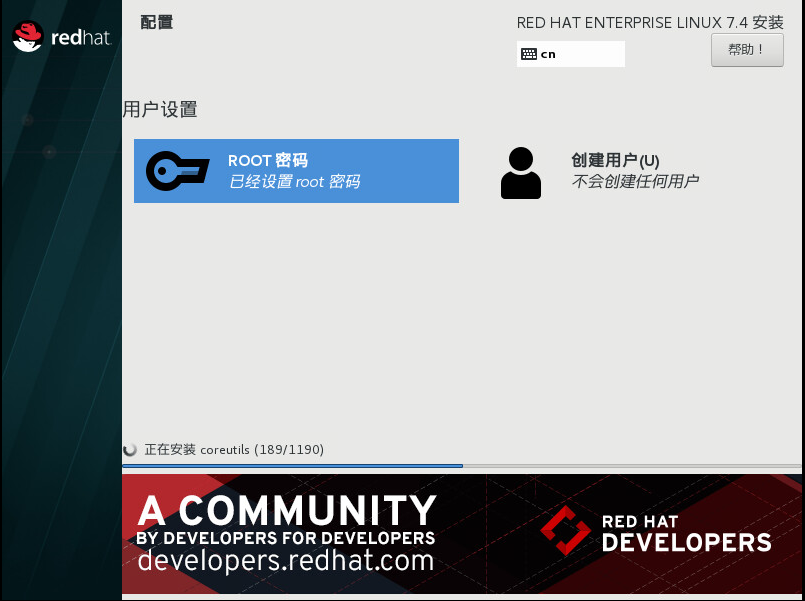 redhat.
配置
RED HAT ENTERPRISE LINUX 7.4 安装
cn
帮助！
用户设置
ROOT 密码
已经设置 root 密码
创建用户(U)
不会创建任何用户
正在安装 coreutils (189/1190)
A COMMUNITY
BY DEVELOPERS FOR DEVELOPERS
developers.redhat.com
RED HAT
DEVELOPERS